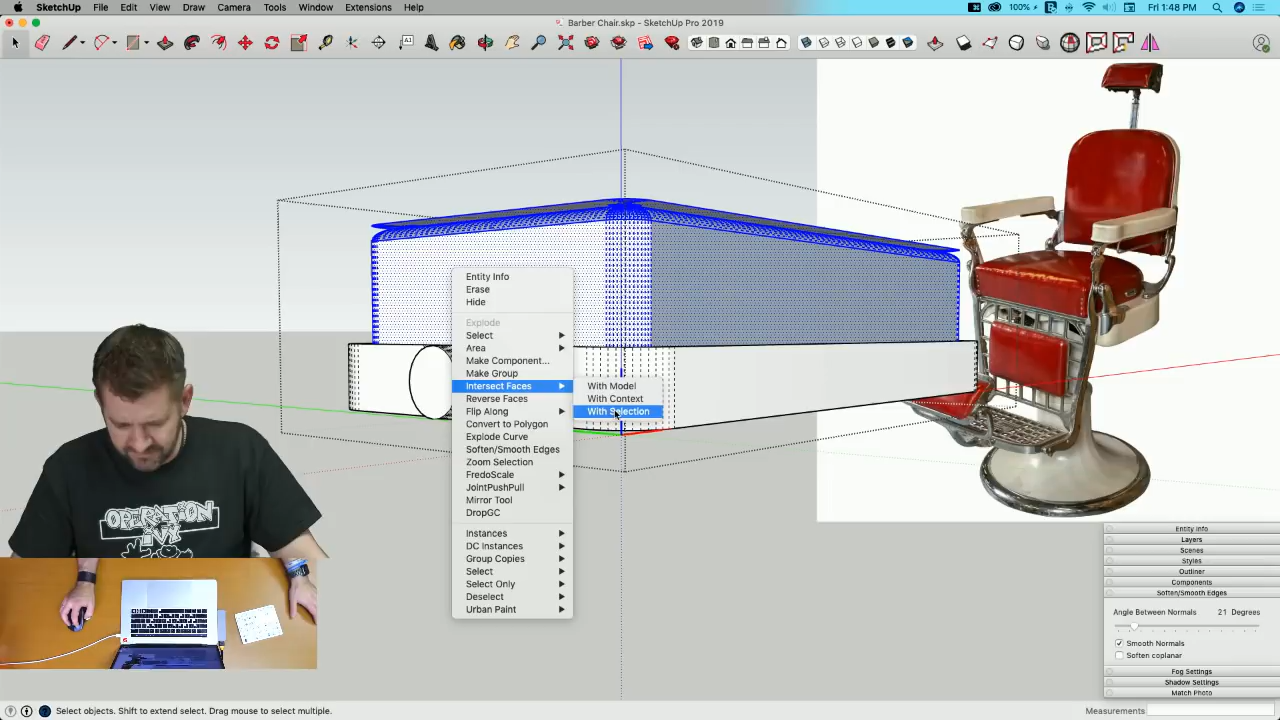 SketchUp File Edit View Draw Camera Tools Window Extensions Help 100% Fri 1:48 PM
Barber Chair.skp - SketchUp Pro 2019
Entity Info
Erase
Hide
Explode
Select
Area
Make Component...
Make Group
Intersect Faces
Reverse Faces
Flip Along
Convert to Polygon
Explode Curve
Soften/Smooth Edges
Zoom Selection
FredoScale
JointPushPull
Mirror Tool
DropGC
Instances
DC Instances
Group Copies
Select
Select Only
Deselect
Urban Paint
With Model
With Context
With Selection
OPERATION
IVY
Entity Info
Layers
Scenes
Styles
Outliner
Components
Soften/Smooth Edges
Angle Between Normals 21 Degrees
Smooth Normals
Soften coplanar
Fog Settings
Shadow Settings
Match Photo
Select objects. Shift to extend select. Drag mouse to select multiple.
Measurements